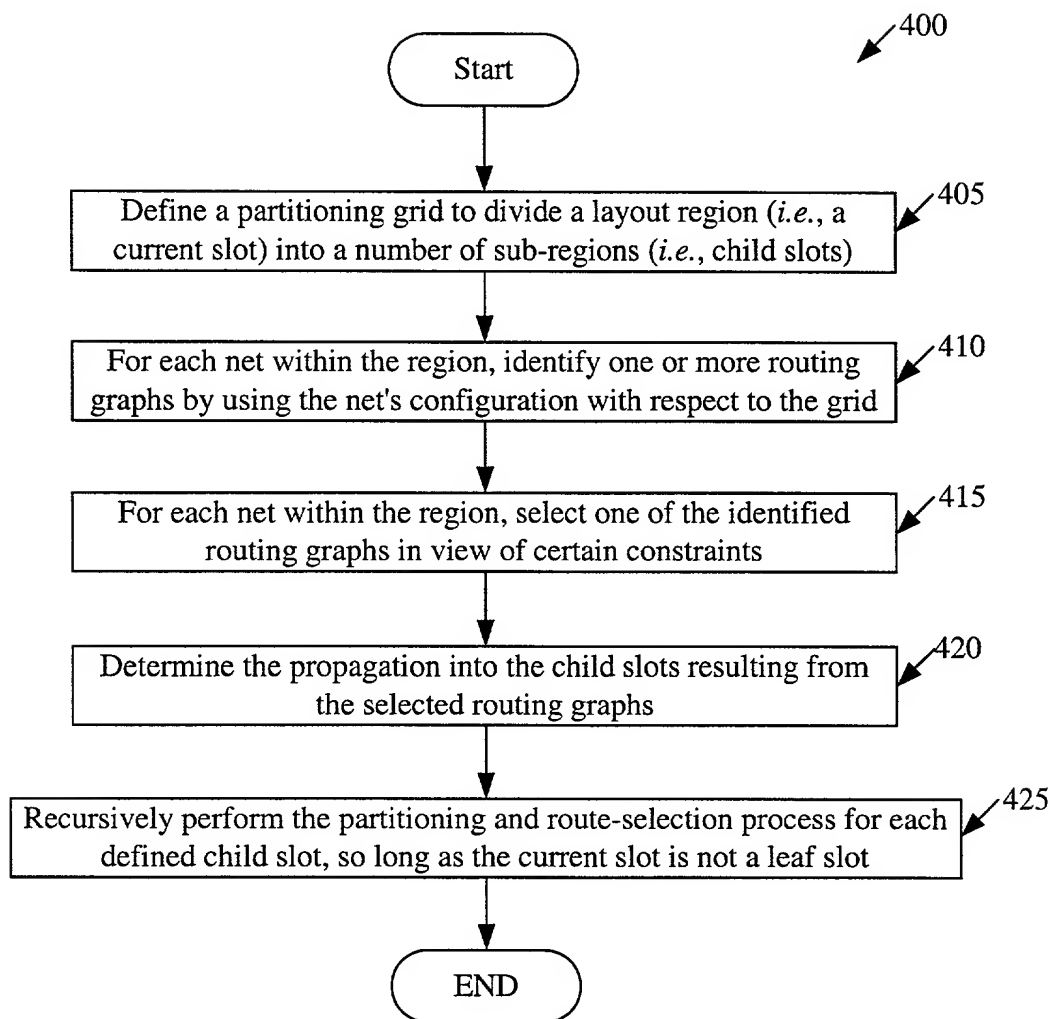 400
Start
405
Define a partitioning grid to divide a layout region (i.e., a
current slot) into a number of sub-regions (i.e., child slots)
410
For each net within the region, identify one or more routing
graphs by using the net's configuration with respect to the grid
415
For each net within the region, select one of the identified
routing graphs in view of certain constraints
420
Determine the propagation into the child slots resulting from
the selected routing graphs
425
Recursively perform the partitioning and route-selection process for each
defined child slot, so long as the current slot is not a leaf slot
END